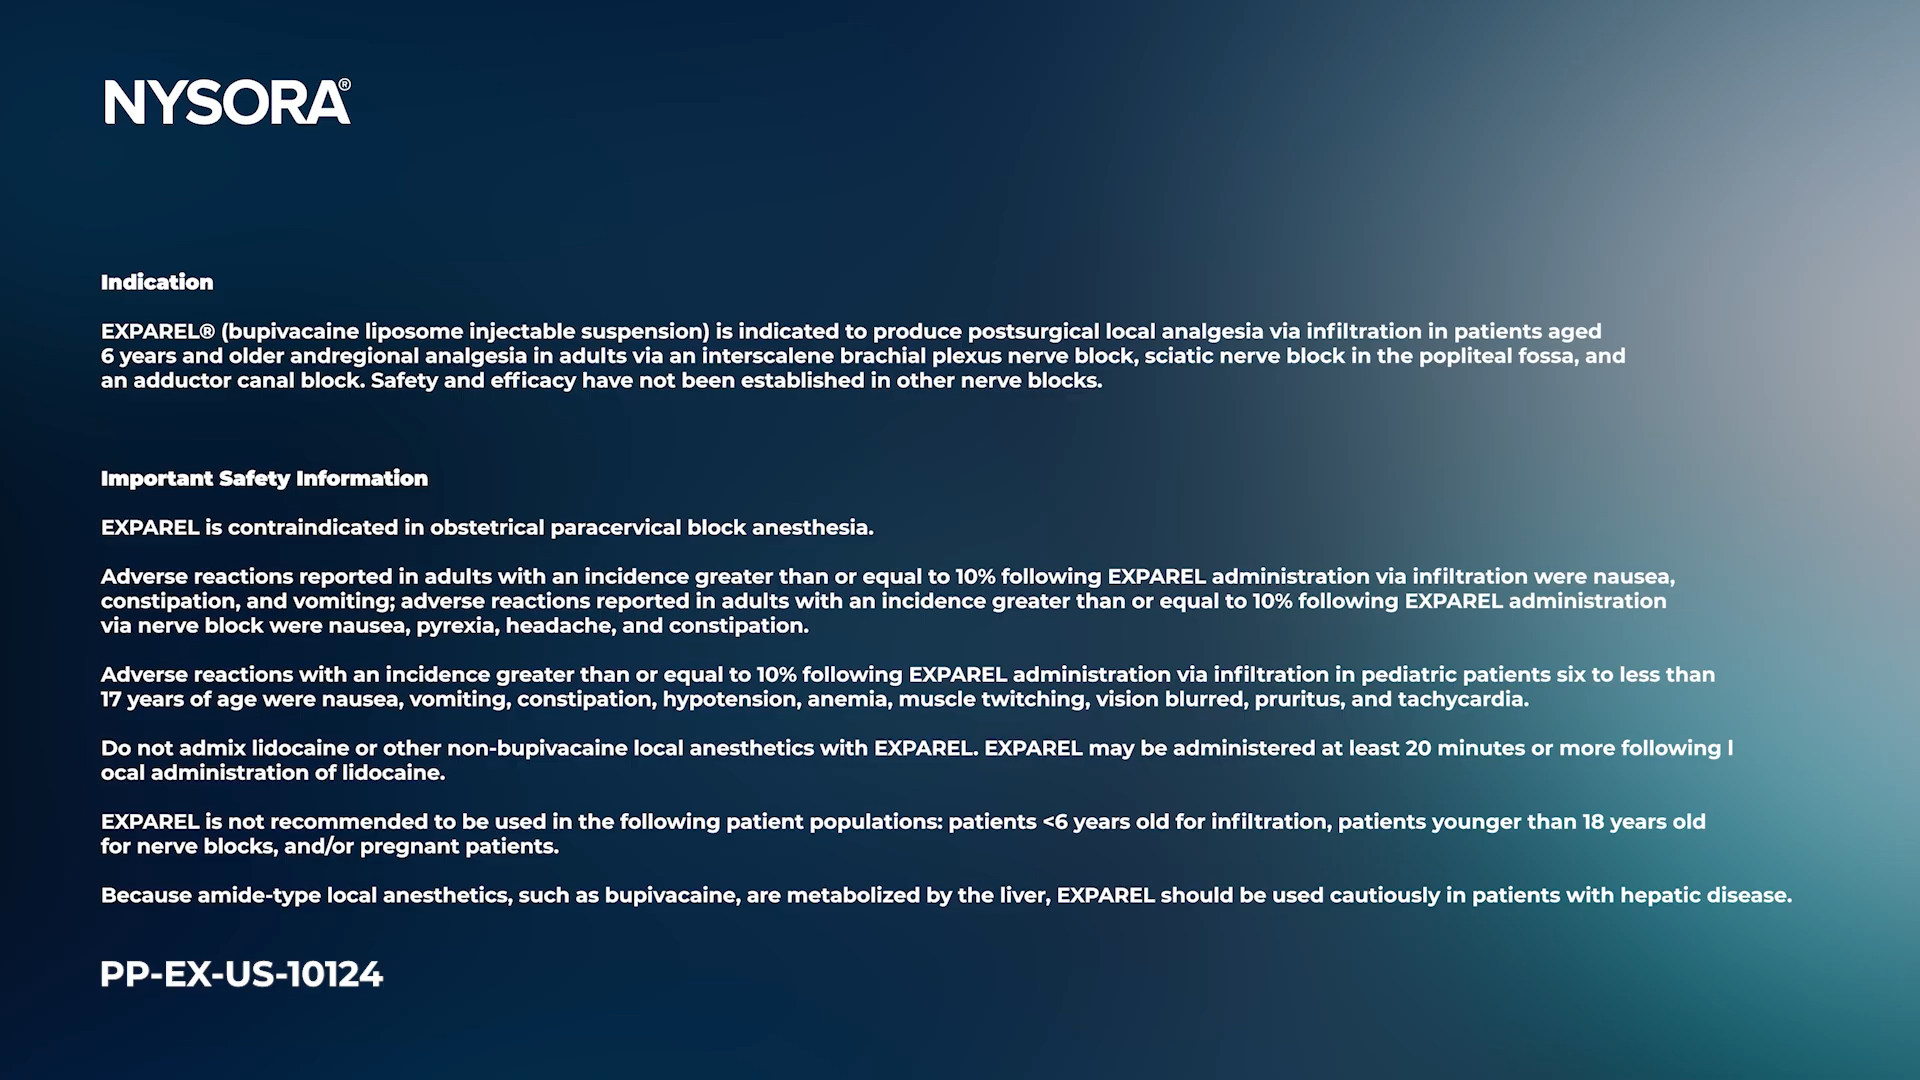 NYSORA®
Indication
EXPAREL® (bupivacaine liposome injectable suspension) is indicated to produce postsurgical local analgesia via infiltration in patients aged
6 years and older andregional analgesia in adults via an interscalene brachial plexus nerve block, sciatic nerve block in the popliteal fossa, and
an adductor canal block. Safety and efficacy have not been established in other nerve blocks.
Important Safety Information
EXPAREL is contraindicated in obstetrical paracervical block anesthesia.
Adverse reactions reported in adults with an incidence greater than or equal to 10% following EXPAREL administration via infiltration were nausea,
constipation, and vomiting; adverse reactions reported in adults with an incidence greater than or equal to 10% following EXPAREL administration
via nerve block were nausea, pyrexia, headache, and constipation.
Adverse reactions with an incidence greater than or equal to 10% following EXPAREL administration via infiltration in pediatric patients six to less than
17 years of age were nausea, vomiting, constipation, hypotension, anemia, muscle twitching, vision blurred, pruritus, and tachycardia.
Do not admix lidocaine or other non-bupivacaine local anesthetics with EXPAREL. EXPAREL may be administered at least 20 minutes or more following l
ocal administration of lidocaine.
EXPAREL is not recommended to be used in the following patient populations: patients <6 years old for infiltration, patients younger than 18 years old
for nerve blocks, and/or pregnant patients.
Because amide-type local anesthetics, such as bupivacaine, are metabolized by the liver, EXPAREL should be used cautiously in patients with hepatic disease.
PP-EX-US-10124